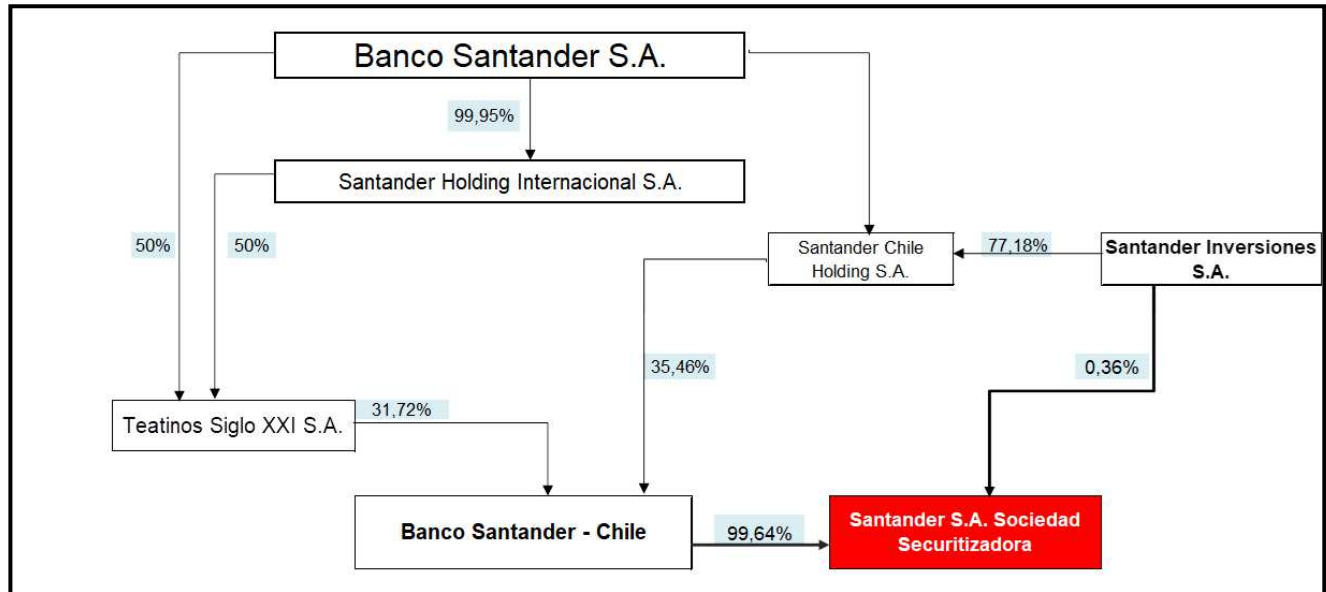 Banco Santander S.A.
99,95%
Santander Holding Internacional S.A.
50%
50%
Santander Chile
Holding S.A.
77,18%
Santander Inversiones
S.A.
35,46%
0,36%
Teatinos Siglo XXI S.A.
31,72%
Banco Santander - Chile
99,64%
Santander S.A. Sociedad
Securitizadora